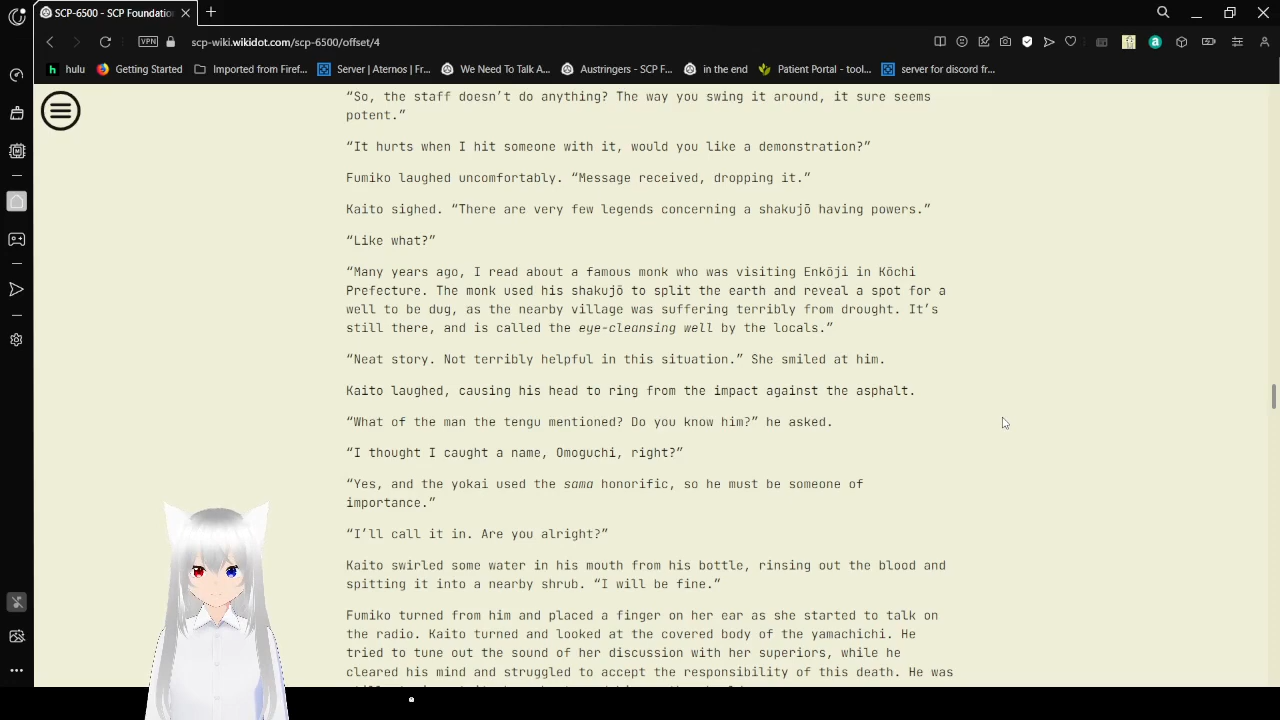 SCP-6500 - SCP Foundatio
VPN
scp-wiki.wikidot.com/scp-6500/offset/4
hulu
Getting Started
Imported from Firef...
Server | Aternos | Fr...
We Need To Talk A...
Austringers - SCP F...
in the end
Patient Portal - tool...
server for discord fr...
“So, the staff doesn’t do anything? The way you swing it around, it sure seems
potent.”
“It hurts when I hit someone with it, would you like a demonstration?”
Fumiko laughed uncomfortably. “Message received, dropping it.”
Kaito sighed. “There are very few legends concerning a shakujō having powers.”
“Like what?”
“Many years ago, I read about a famous monk who was visiting Enkōji in Kōchi
Prefecture. The monk used his shakujō to split the earth and reveal a spot for a
well to be dug, as the nearby village was suffering terribly from drought. It’s
still there, and is called the eye-cleansing well by the locals.”
“Neat story. Not terribly helpful in this situation.” She smiled at him.
Kaito laughed, causing his head to ring from the impact against the asphalt.
“What of the man the tengu mentioned? Do you know him?” he asked.
“I thought I caught a name, Omoguchi, right?”
“Yes, and the yokai used the sama honorific, so he must be someone of
importance.”
“I’ll call it in. Are you alright?”
Kaito swirled some water in his mouth from his bottle, rinsing out the blood and
spitting it into a nearby shrub. “I will be fine.”
Fumiko turned from him and placed a finger on her ear as she started to talk on
the radio. Kaito turned and looked at the covered body of the yamachichi. He
tried to tune out the sound of her discussion with her superiors, while he
cleared his mind and struggled to accept the responsibility of this death. He was